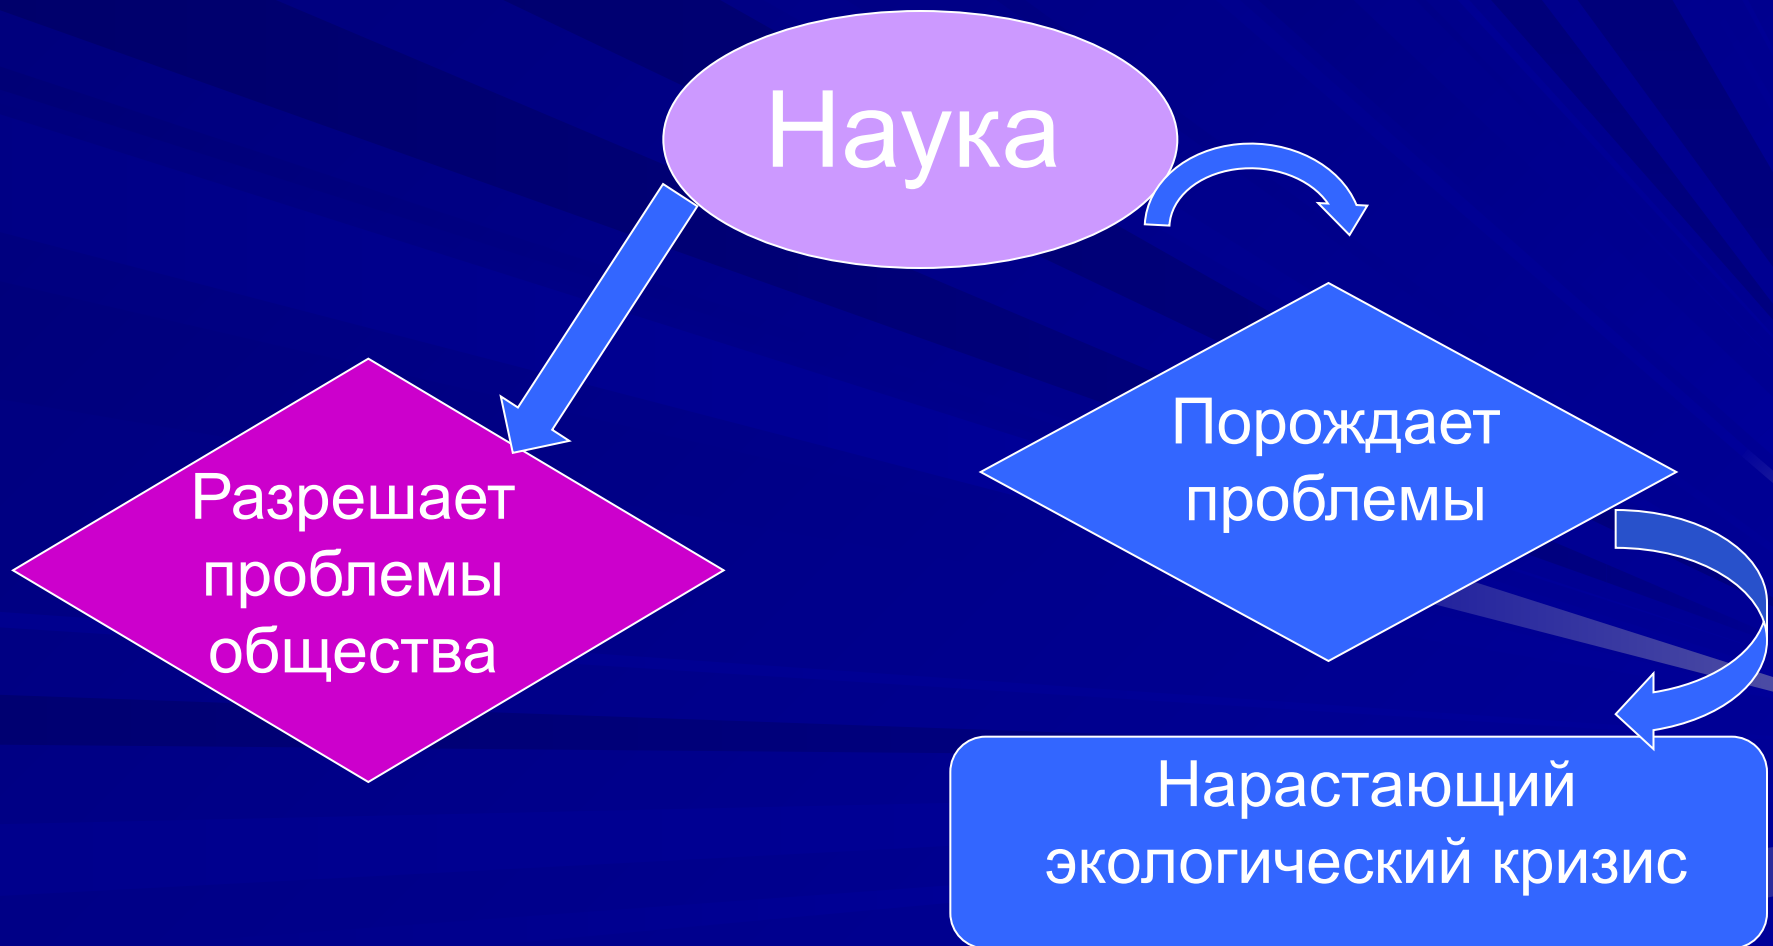 Наука
Разрешает
проблемы
общества
Порождает
проблемы
Нарастающий
экологический кризис